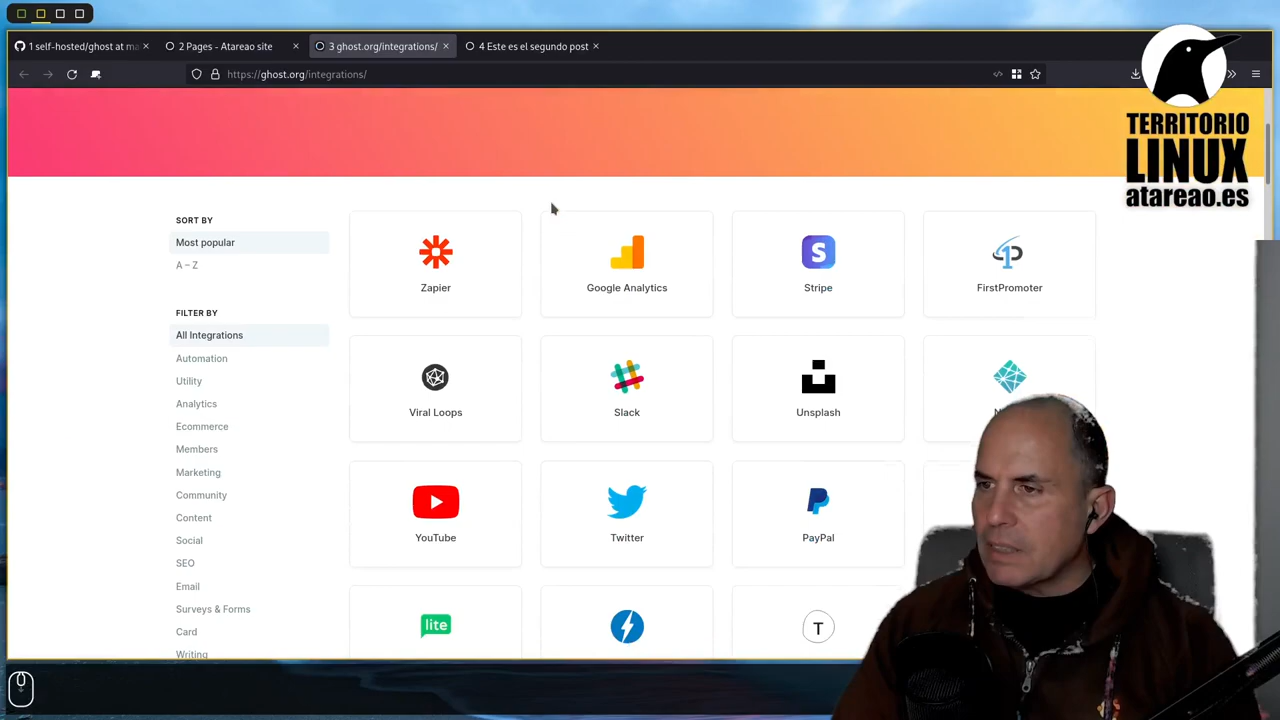 1 self-hosted/ghost at ma
2 Pages - Atareao site
3 ghost.org/integrations/
4 Este es el segundo post
https://ghost.org/integrations/
TERRITORIO
LINUX
atareao.es
SORT BY
Most popular
A – Z
FILTER BY
All Integrations
Automation
Utility
Analytics
Ecommerce
Members
Marketing
Community
Content
Social
SEO
Email
Surveys & Forms
Card
Writing
Zapier
Google Analytics
Stripe
FirstPromoter
Viral Loops
Slack
Unsplash
YouTube
Twitter
PayPal
lite
T